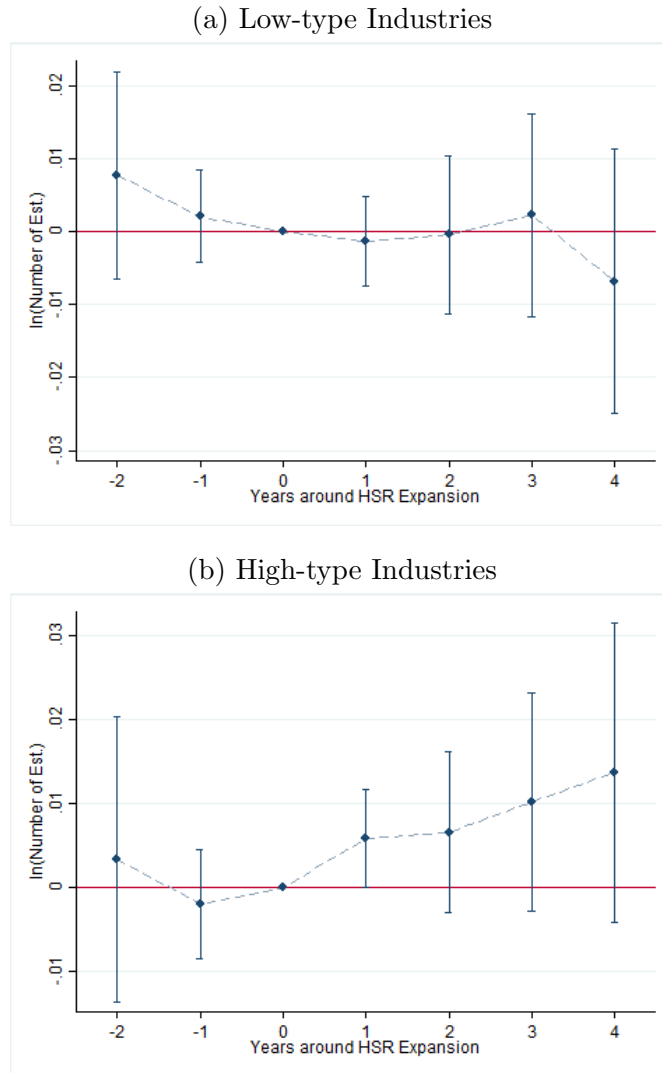 (a) Low-type Industries
.02
.01
0
-.01
-.02
-.03
ln(Number of Est.)
-2 -1 0 1 2 3 4
Years around HSR Expansion
(b) High-type Industries
.03
.02
.01
0
-.01
ln(Number of Est.)
-2 -1 0 1 2 3 4
Years around HSR Expansion